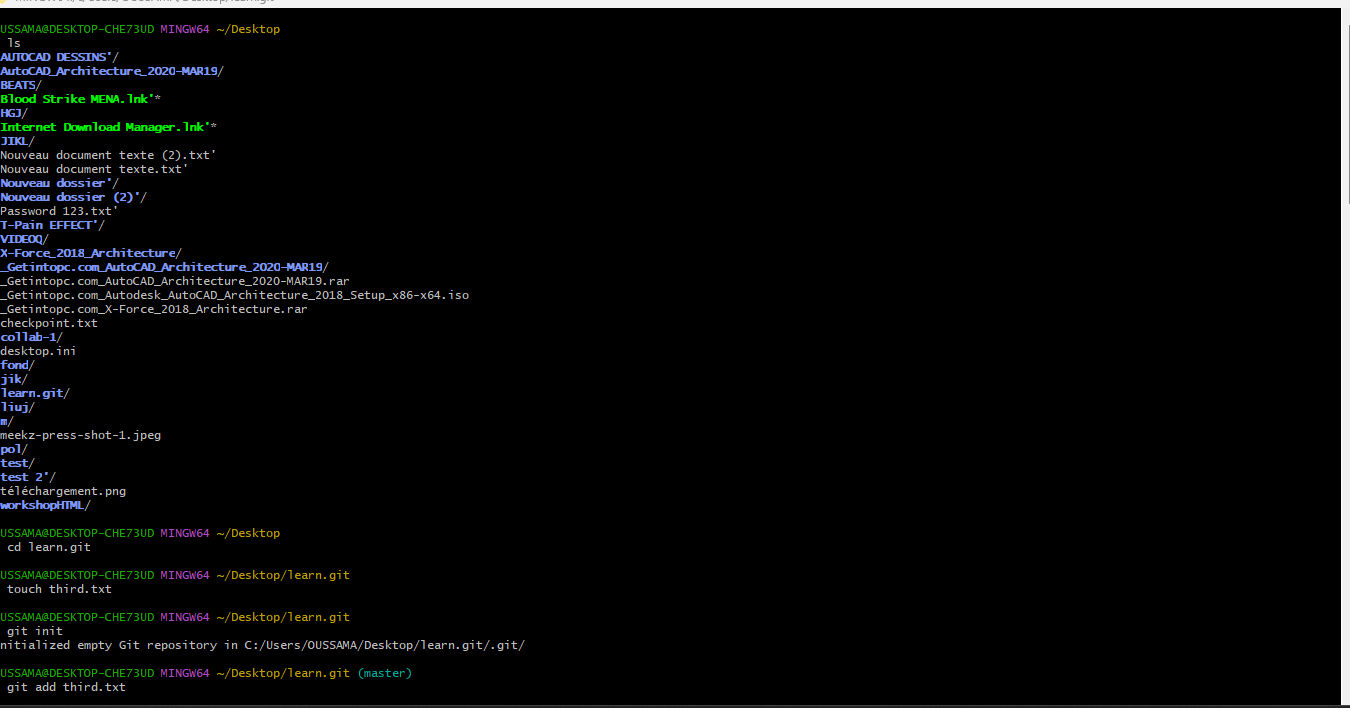 USSAMA@DESKTOP-CHE73UD MINGW64 ~/Desktop
ls
AUTOCAD DESSINS'/
AutoCAD_Architecture_2020-MAR19/
BEATS/
Blood Strike MENA.lnk'*
HGJ/
Internet Download Manager.lnk'*
JIKL/
Nouveau document texte (2).txt'
Nouveau document texte.txt'
Nouveau dossier'/
Nouveau dossier (2)'/
Password 123.txt'
T-Pain EFFECT'/
VIDEOQ/
X-Force_2018_Architecture/
_Getintopc.com_AutoCAD_Architecture_2020-MAR19/
_Getintopc.com_AutoCAD_Architecture_2020-MAR19.rar
_Getintopc.com_Autodesk_AutoCAD_Architecture_2018_Setup_x86-x64.iso
_Getintopc.com_X-Force_2018_Architecture.rar
checkpoint.txt
collab-1/
desktop.ini
fond/
jik/
learn.git/
liuj/
m/
meekz-press-shot-1.jpeg
pol/
test/
test 2'/
téléchargement.png
workshopHTML/
USSAMA@DESKTOP-CHE73UD MINGW64 ~/Desktop
cd learn.git
USSAMA@DESKTOP-CHE73UD MINGW64 ~/Desktop/learn.git
touch third.txt
USSAMA@DESKTOP-CHE73UD MINGW64 ~/Desktop/learn.git
git init
nitialized empty Git repository in C:/Users/OUSSAMA/Desktop/learn.git/.git/
USSAMA@DESKTOP-CHE73UD MINGW64 ~/Desktop/learn.git (master)
git add third.txt